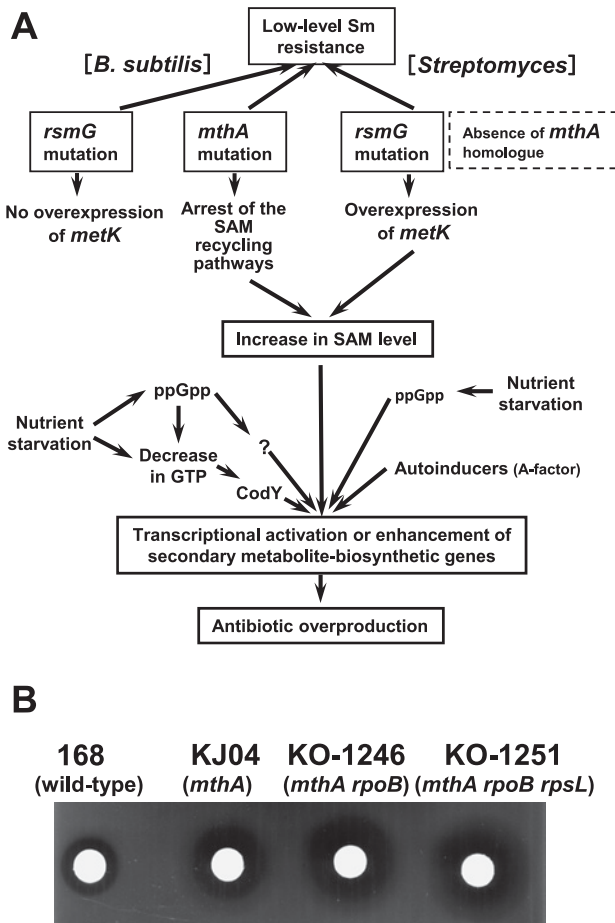 A
Low-level Sm
resistance
[B. subtilis]
[Streptomyces]
rsmG
mutation
mthA
mutation
rsmG
mutation
Absence of mthA
homologue
No overexpression
of metK
Arrest of the
SAM
recycling
pathways
Overexpression
of metK
Increase in SAM level
Nutrient
starvation
ppGpp
Decrease
in GTP
?
CodY
ppGpp
Nutrient
starvation
Autoinducers (A-factor)
Transcriptional activation or enhancement of
secondary metabolite-biosynthetic genes
Antibiotic overproduction
B
168
(wild-type)
KJ04
(mthA)
KO-1246
(mthA rpoB)
KO-1251
(mthA rpoB rpsL)